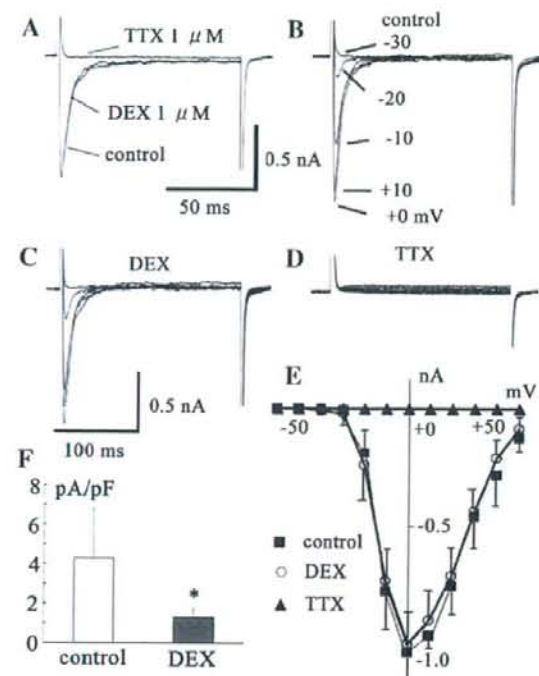 A
TTX 1 μM
DEX 1 μM
control
0.5 nA
50 ms
B
control
-30
-20
-10
+10
+0 mV
C
DEX
0.5 nA
100 ms
D
TTX
E
nA
mV
-50
+0
+50
-0.5
-1.0
control
DEX
TTX
F
pA/pF
8
6
4
2
0
*
control
DEX